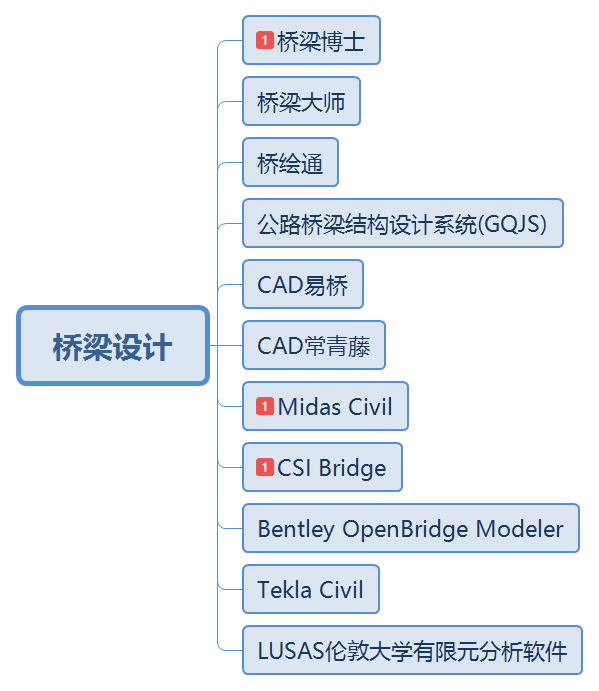 桥梁设计
1 桥梁博士
桥梁大师
桥绘通
公路桥梁结构设计系统(GQJS)
CAD易桥
CAD常青藤
1 Midas Civil
1 CSI Bridge
Bentley OpenBridge Modeler
Tekla Civil
LUSAS伦敦大学有限元分析软件